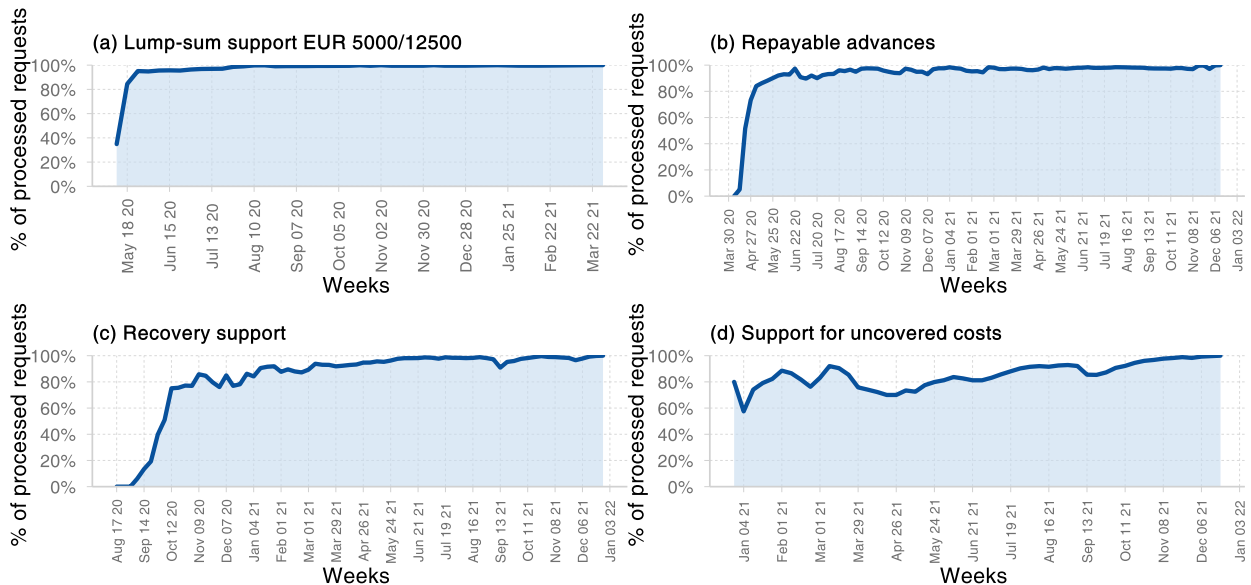 (a) Lump-sum support EUR 5000/12500
% of processed requests
100%
80%
60%
40%
20%
0%
May 18 20
Jun 15 20
Jul 13 20
Aug 10 20
Sep 07 20
Oct 05 20
Nov 02 20
Nov 30 20
Dec 28 20
Jan 25 21
Feb 22 21
Mar 22 21
Weeks
(b) Repayable advances
% of processed requests
100%
80%
60%
40%
20%
0%
Mar 30 20
Apr 27 20
May 25 20
Jun 22 20
Jul 20 20
Aug 17 20
Sep 14 20
Oct 12 20
Nov 09 20
Dec 07 20
Jan 04 21
Feb 01 21
Mar 01 21
Mar 29 21
Apr 26 21
May 24 21
Jun 21 21
Jul 19 21
Aug 16 21
Sep 13 21
Oct 11 21
Nov 08 21
Dec 06 21
Jan 03 22
Weeks
(c) Recovery support
% of processed requests
100%
80%
60%
40%
20%
0%
Aug 17 20
Sep 14 20
Oct 12 20
Nov 09 20
Dec 07 20
Jan 04 21
Feb 01 21
Mar 01 21
Mar 29 21
Apr 26 21
May 24 21
Jun 21 21
Jul 19 21
Aug 16 21
Sep 13 21
Oct 11 21
Nov 08 21
Dec 06 21
Jan 03 22
Weeks
(d) Support for uncovered costs
% of processed requests
100%
80%
60%
40%
20%
0%
Jan 04 21
Feb 01 21
Mar 01 21
Mar 29 21
Apr 26 21
May 24 21
Jun 21 21
Jul 19 21
Aug 16 21
Sep 13 21
Oct 11 21
Nov 08 21
Dec 06 21
Jan 03 22
Weeks